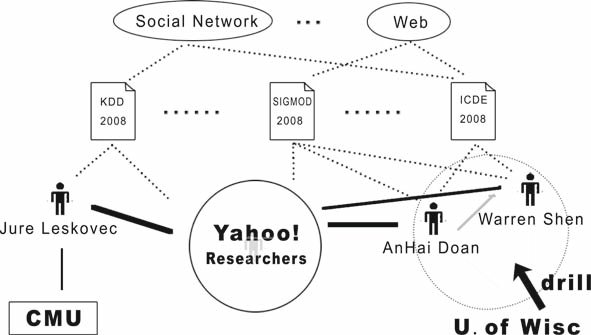 Social Network
Web
KDD
2008
SIGMOD
2008
ICDE
2008
Jure Leskovec
Yahoo!
Researchers
AnHai Doan
Warren Shen
CMU
drill
U. of Wisc